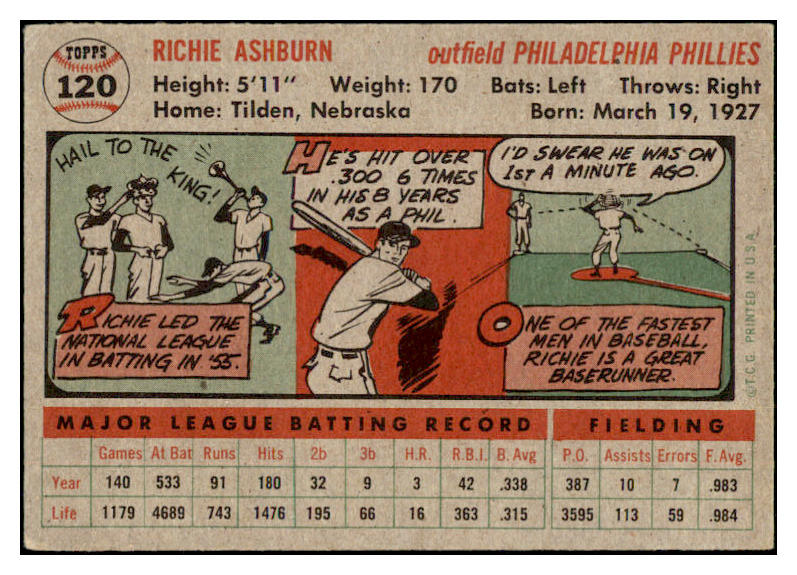 TOPPS
120
RICHIE ASHBURN
outfield PHILADELPHIA PHILLIES
Height: 5'11" Weight: 170 Bats: Left Throws: Right
Home: Tilden, Nebraska Born: March 19, 1927
HAIL TO THE
KING!
RICHIE LED THE
NATIONAL LEAGUE
IN BATTING IN '55.
HE'S HIT OVER
.300 6 TIMES
IN HIS 8 YEARS
AS A PHIL.
I'D SWEAR HE WAS ON
1ST A MINUTE AGO.
ONE OF THE FASTEST
MEN IN BASEBALL,
RICHIE IS A GREAT
BASERUNNER.
©T.C.G. PRINTED IN U.S.A.
MAJOR LEAGUE BATTING RECORD FIELDING
Games At Bat Runs Hits 2b 3b H.R. R.B.I. B. Avg P.O. Assists Errors F. Avg.
Year 140 533 91 180 32 9 3 42 .338 387 10 7 .983
Life 1179 4689 743 1476 195 66 16 363 .315 3595 113 59 .984